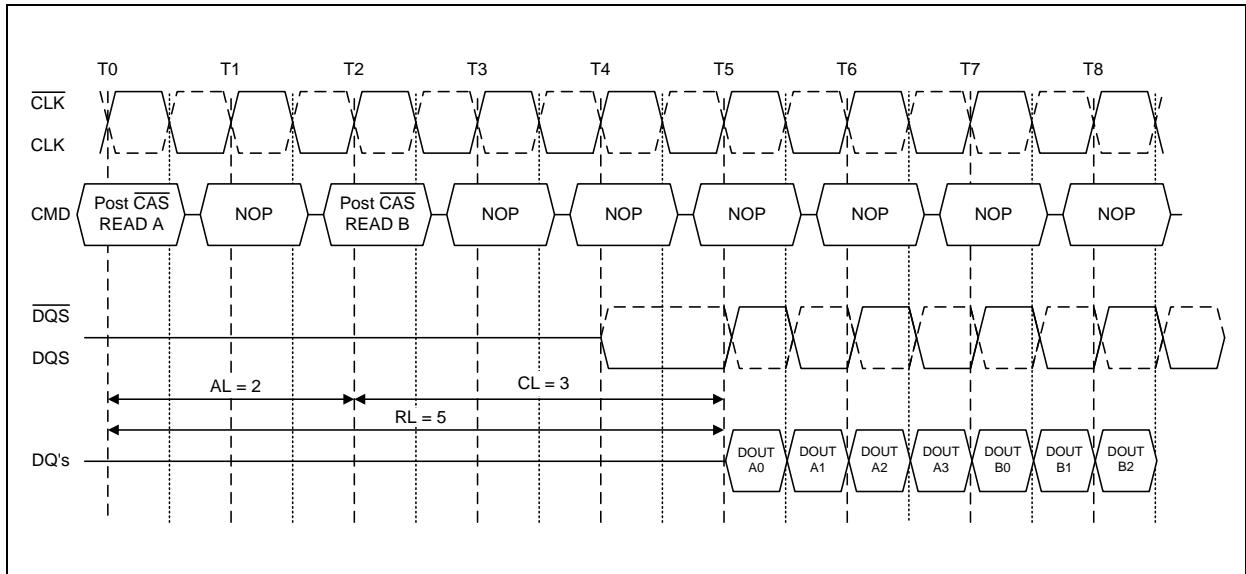 T0 T1 T2 T3 T4 T5 T6 T7 T8
CLK
CLK
CMD
Post CAS
READ A
NOP
Post CAS
READ B
NOP
NOP
NOP
NOP
NOP
NOP
DQS
DQS
AL = 2
CL = 3
RL = 5
DQ's
DOUT
A0
DOUT
A1
DOUT
A2
DOUT
A3
DOUT
B0
DOUT
B1
DOUT
B2